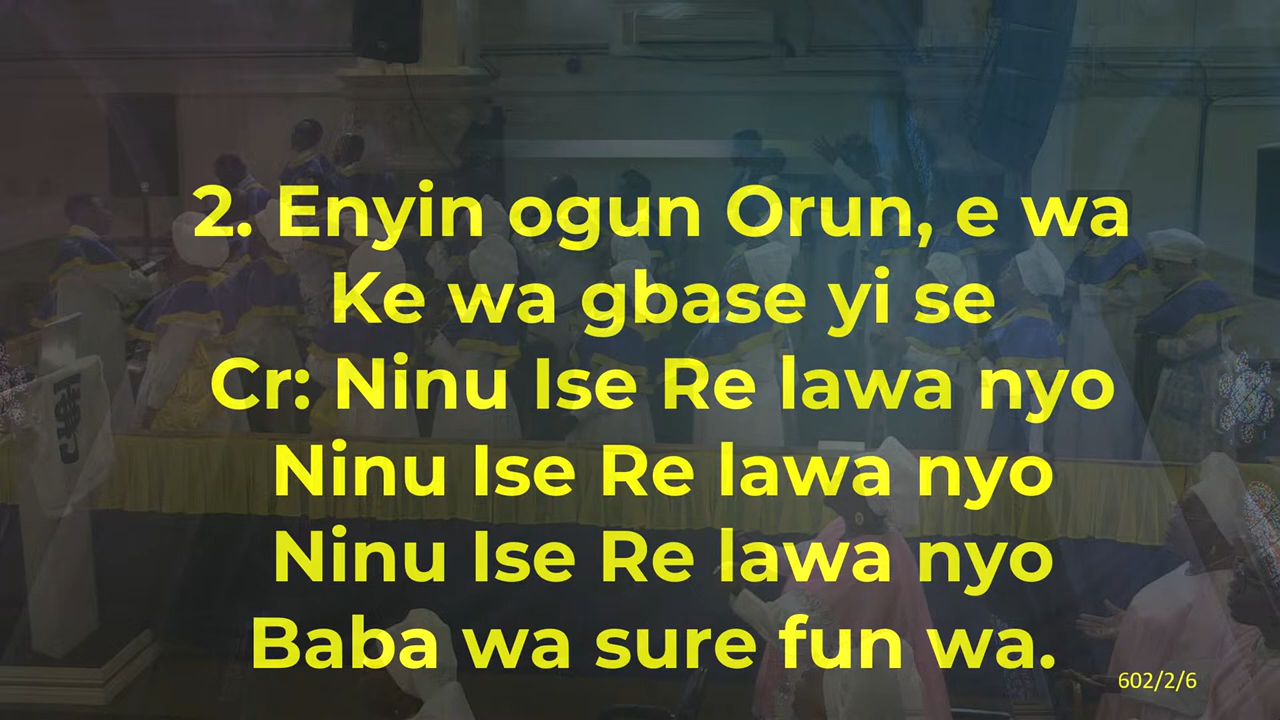 2. Enyin ogun Orun, e wa
Ke wa gbase yi se
Cr: Ninu Ise Re lawa nyo
Ninu Ise Re lawa nyo
Ninu Ise Re lawa nyo
Baba wa sure fun wa.
602/2/6